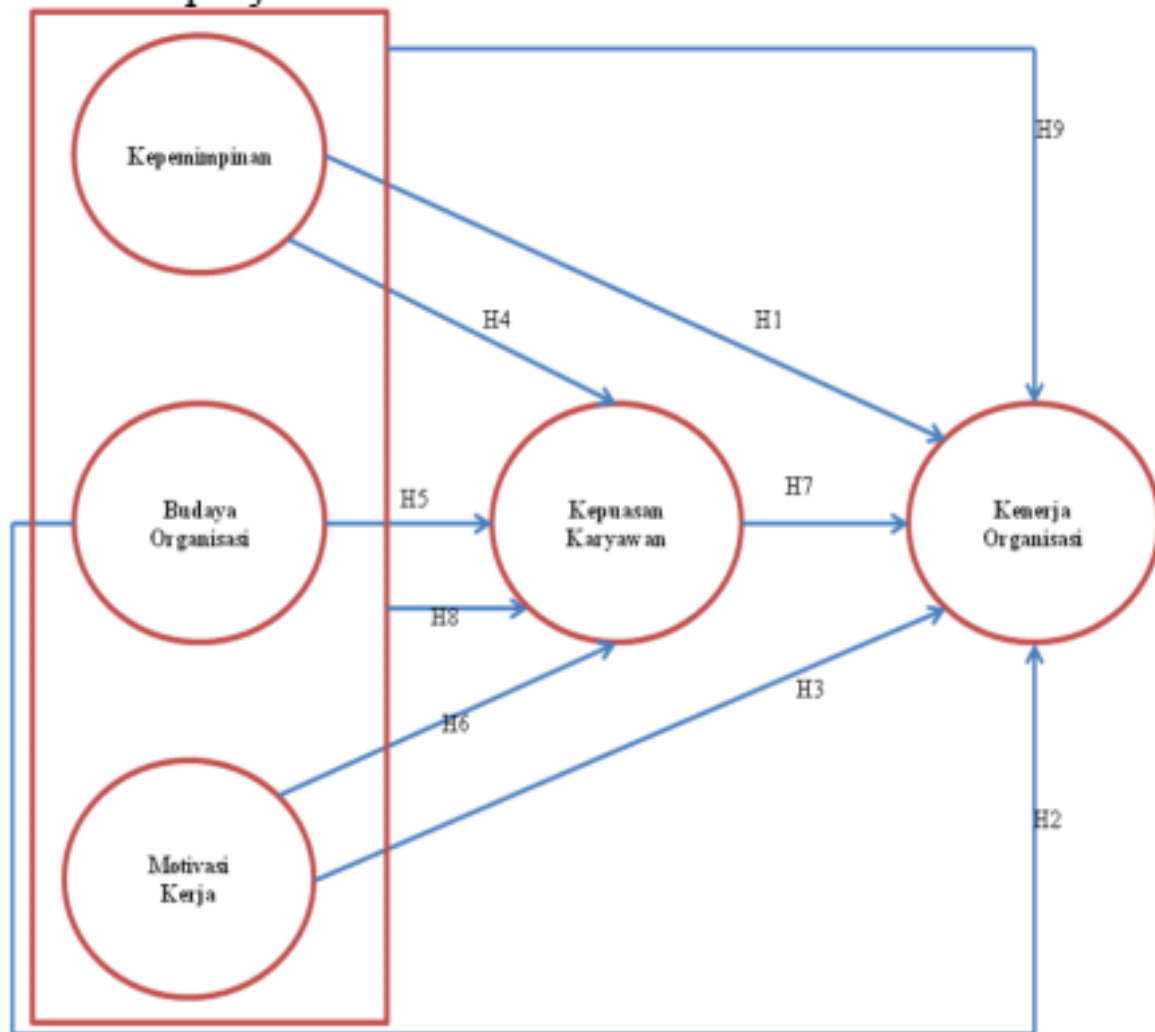 Kepemimpinan
H9
H4
H1
Budaya
Organisasi
H5
Kepuasan
Karyawan
H7
Kenerja
Organisasi
H8
H6
H3
Motivasi
Kerja
H2